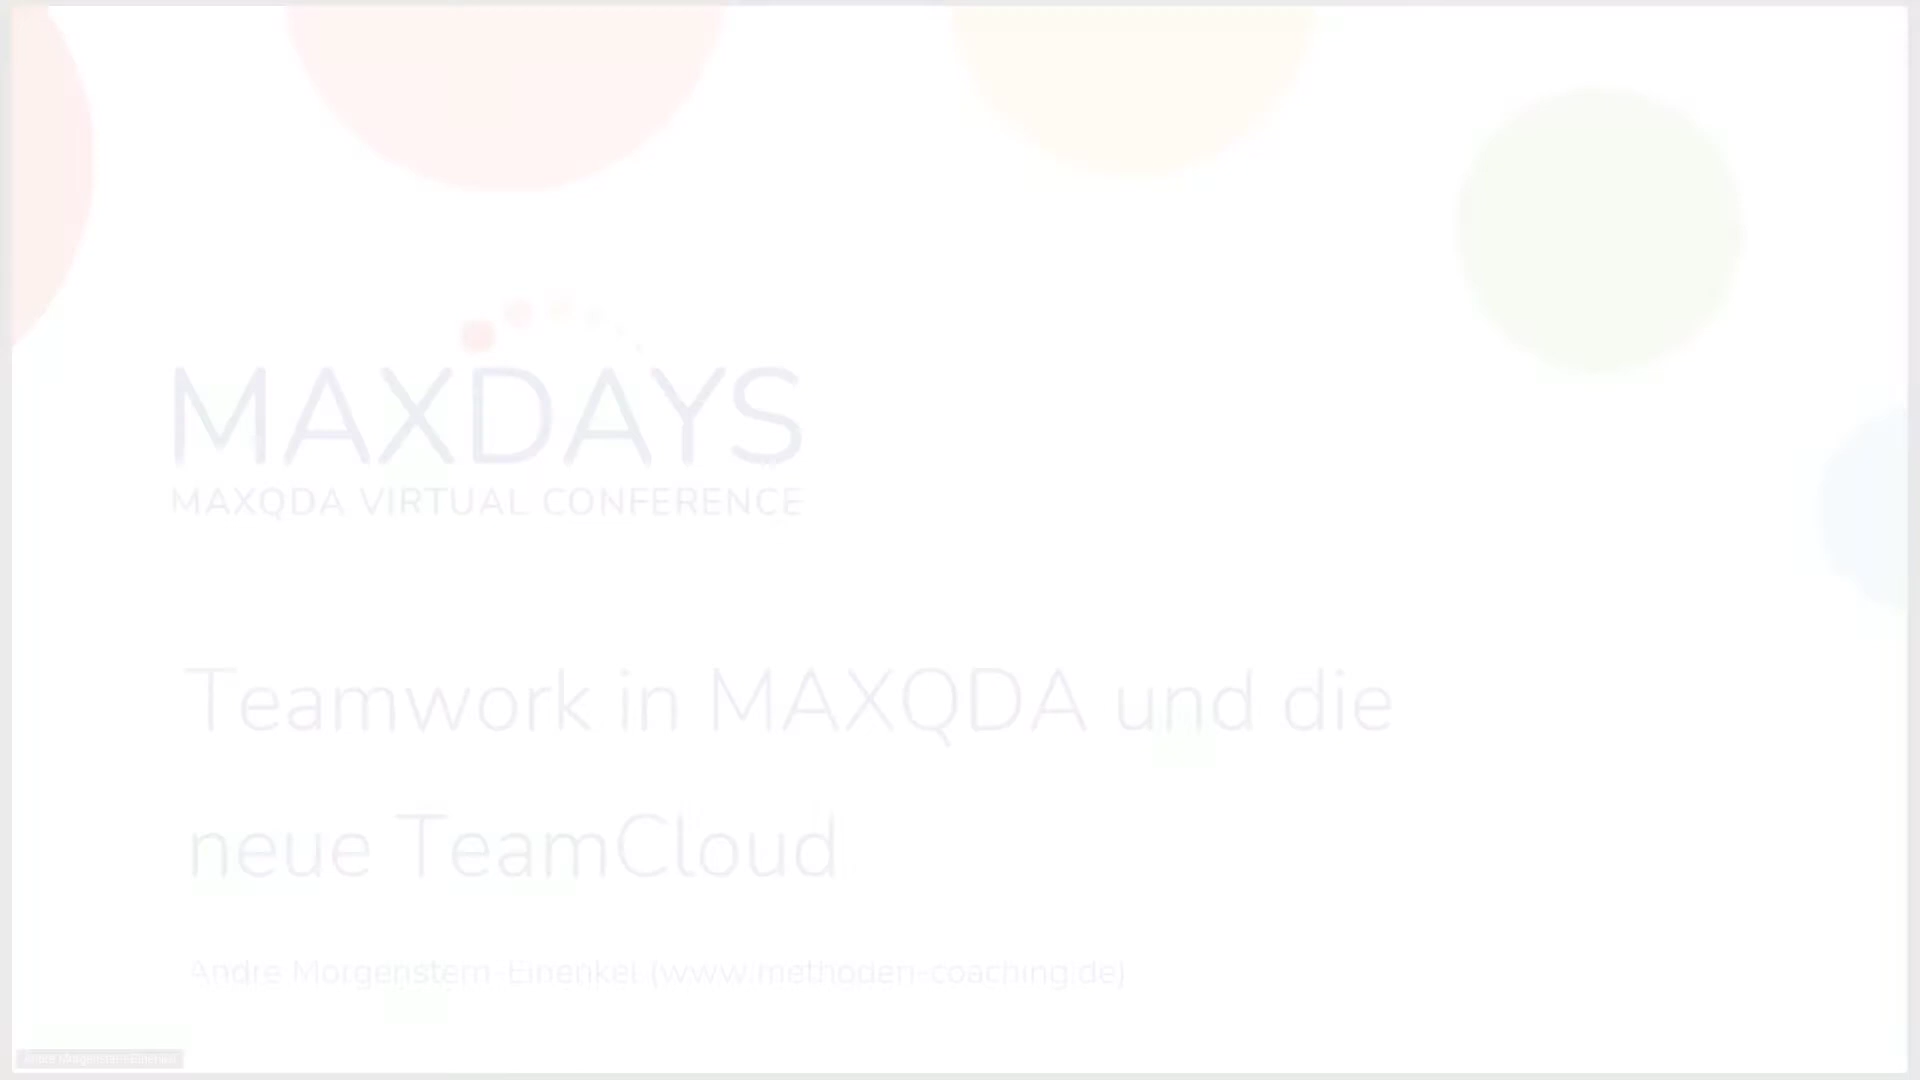 MAXDAYS
MAXQDA VIRTUAL CONFERENCE
Teamwork in MAXQDA und die
neue TeamCloud
Andre Morgenstern-Einenkel (www.methoden-coaching.de)
Andre Morgenstern-Einenkel